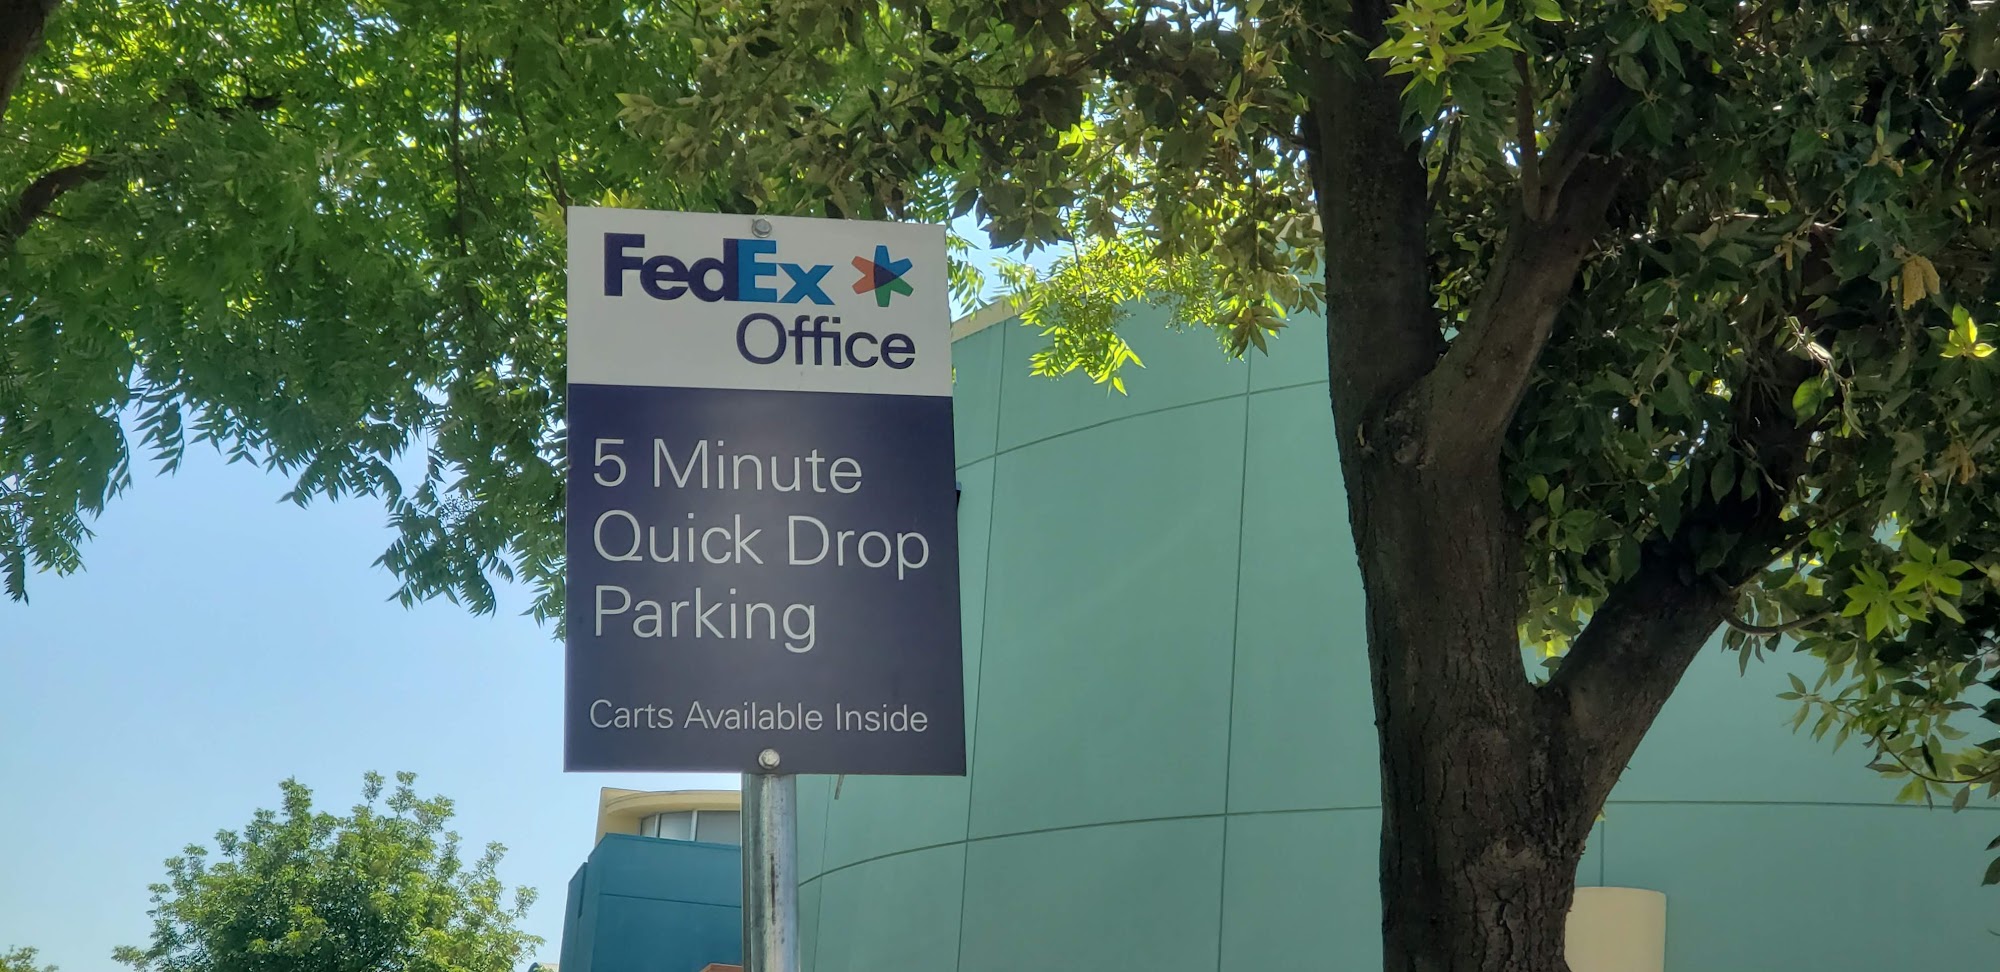 FedEx
Office
5 Minute
Quick Drop
Parking
Carts Available Inside